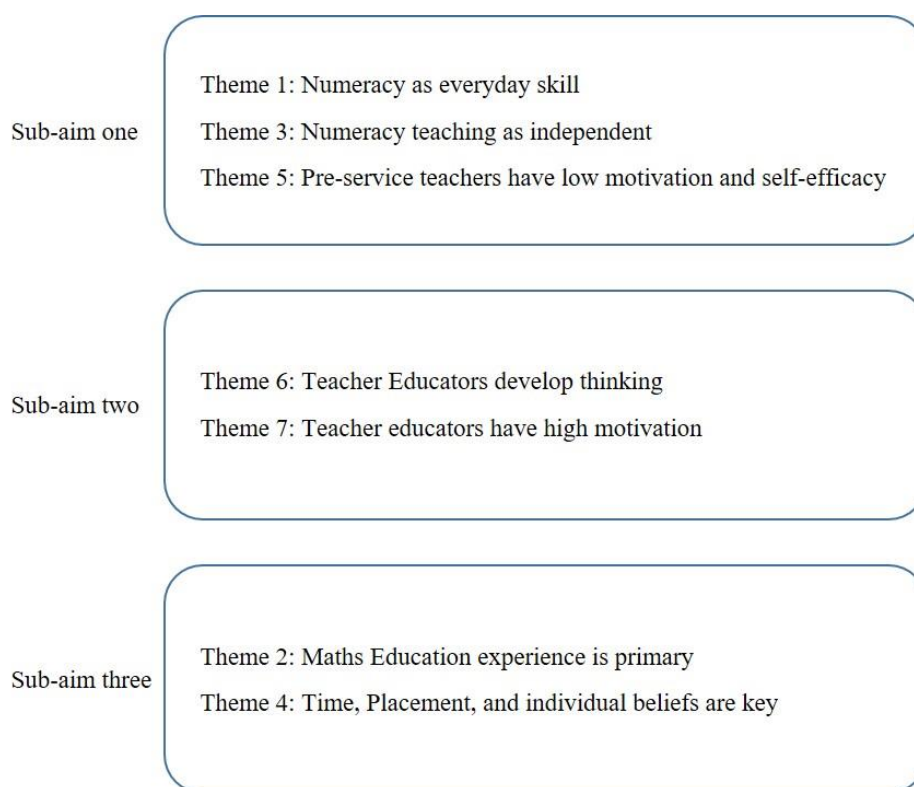 Sub-aim one
Theme 1: Numeracy as everyday skill
Theme 3: Numeracy teaching as independent
Theme 5: Pre-service teachers have low motivation and self-efficacy
Sub-aim two
Theme 6: Teacher Educators develop thinking
Theme 7: Teacher educators have high motivation
Sub-aim three
Theme 2: Maths Education experience is primary
Theme 4: Time, Placement, and individual beliefs are key